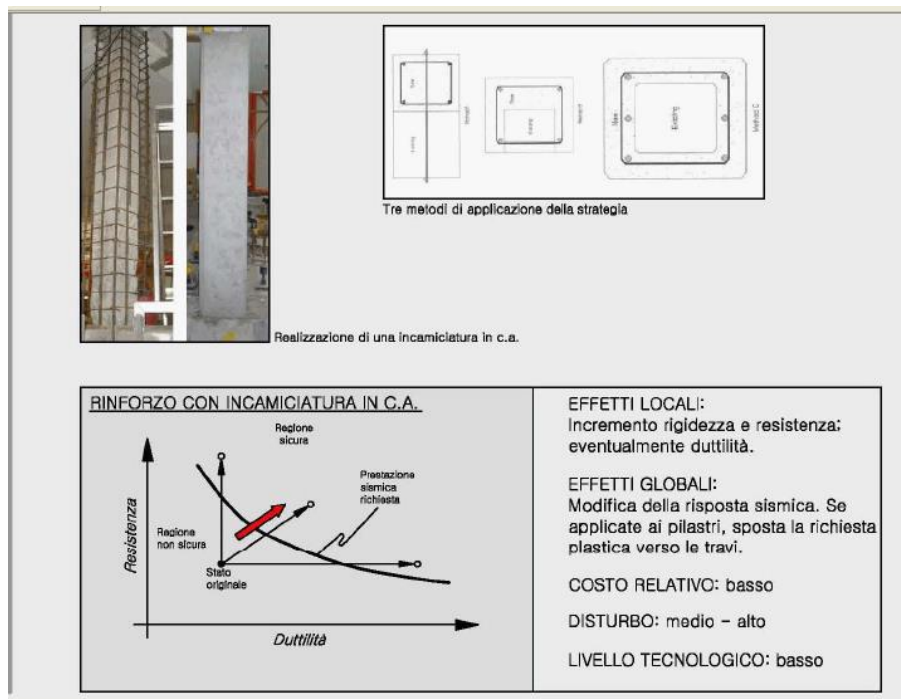 Tre metodi di applicazione della strategia
Realizzazione di una incamiciatura in c.a.
RINFORZO CON INCAMICIATURA IN C.A.
Resistenza
Regione
sicura
Prestazione
sismica
richiesta
Regione
non sicura
Stato
originale
Duttilità
EFFETTI LOCALI:
Incremento rigidezza e resistenza;
eventualmente duttilità.
EFFETTI GLOBALI:
Modifica della risposta sismica. Se
applicate ai pilastri, sposta la richiesta
plastica verso le travi.
COSTO RELATIVO: basso
DISTURBO: medio - alto
LIVELLO TECNOLOGICO: basso